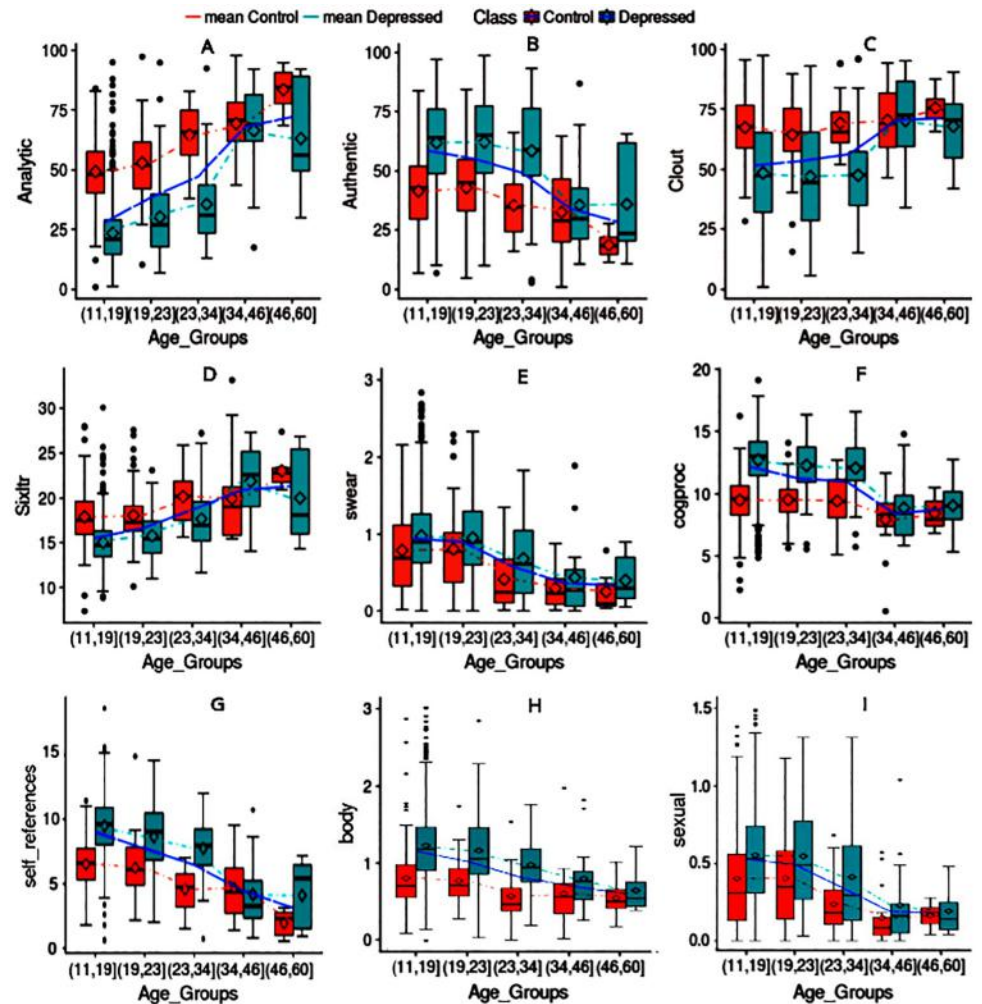 mean Control mean Depressed Class Control Depressed
A
100
75
50
25
0
Analytic
(11,19](19,23](23,34](34,46](46,60]
Age_Groups
B
100
75
50
25
0
Authentic
(11,19](19,23](23,34](34,46](46,60]
Age_Groups
C
100
75
50
25
0
Clout
(11,19](19,23](23,34](34,46](46,60]
Age_Groups
D
30
25
20
15
10
Sixltr
(11,19](19,23](23,34](34,46](46,60]
Age_Groups
E
3
2
1
0
swear
(11,19](19,23](23,34](34,46](46,60]
Age_Groups
F
20
15
10
5
0
cogproc
(11,19](19,23](23,34](34,46](46,60]
Age_Groups
G
15
10
5
0
self_references
(11,19](19,23](23,34](34,46](46,60]
Age_Groups
H
3
2
1
0
body
(11,19](19,23](23,34](34,46](46,60]
Age_Groups
I
1.5
1.0
0.5
0.0
sexual
(11,19](19,23](23,34](34,46](46,60]
Age_Groups